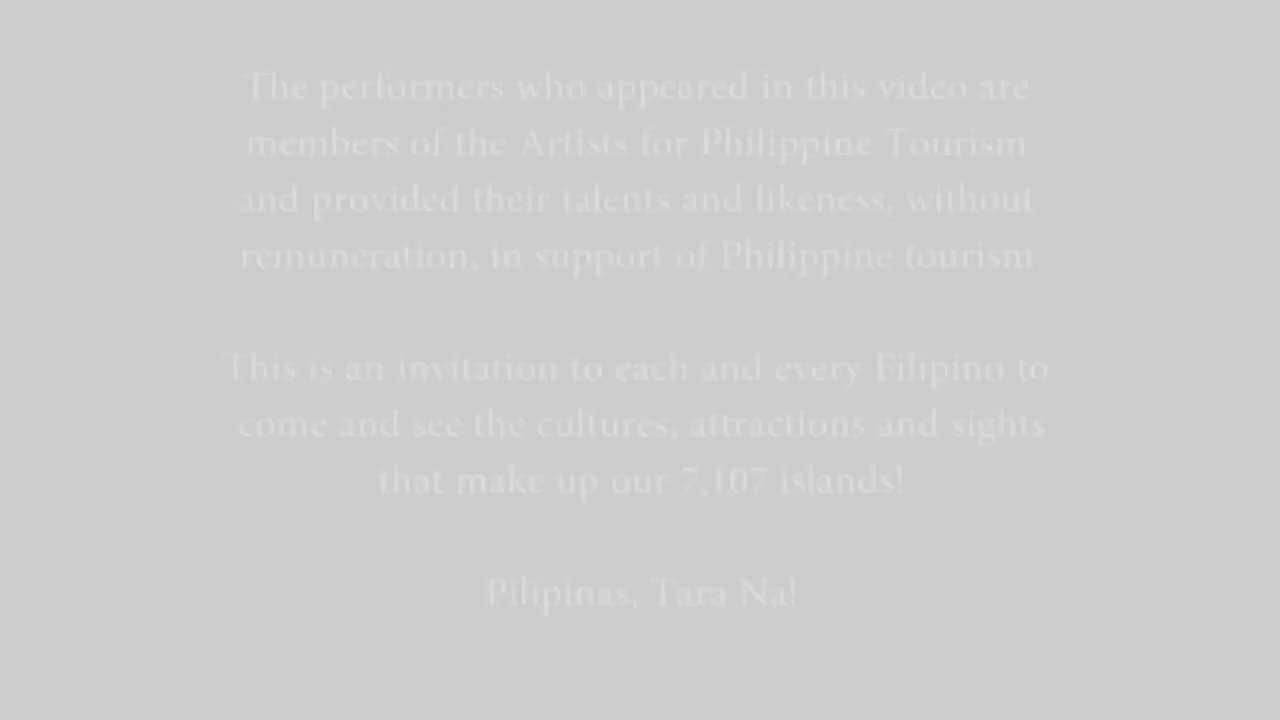 The performers who appeared in this video are
members of the Artists for Philippine Tourism
and provided their talents and likeness, without
remuneration, in support of Philippine tourism
This is an invitation to each and every Filipino to
come and see the cultures, attractions and sights
that make up our 7,107 islands!
Pilipinas, Tara Na!